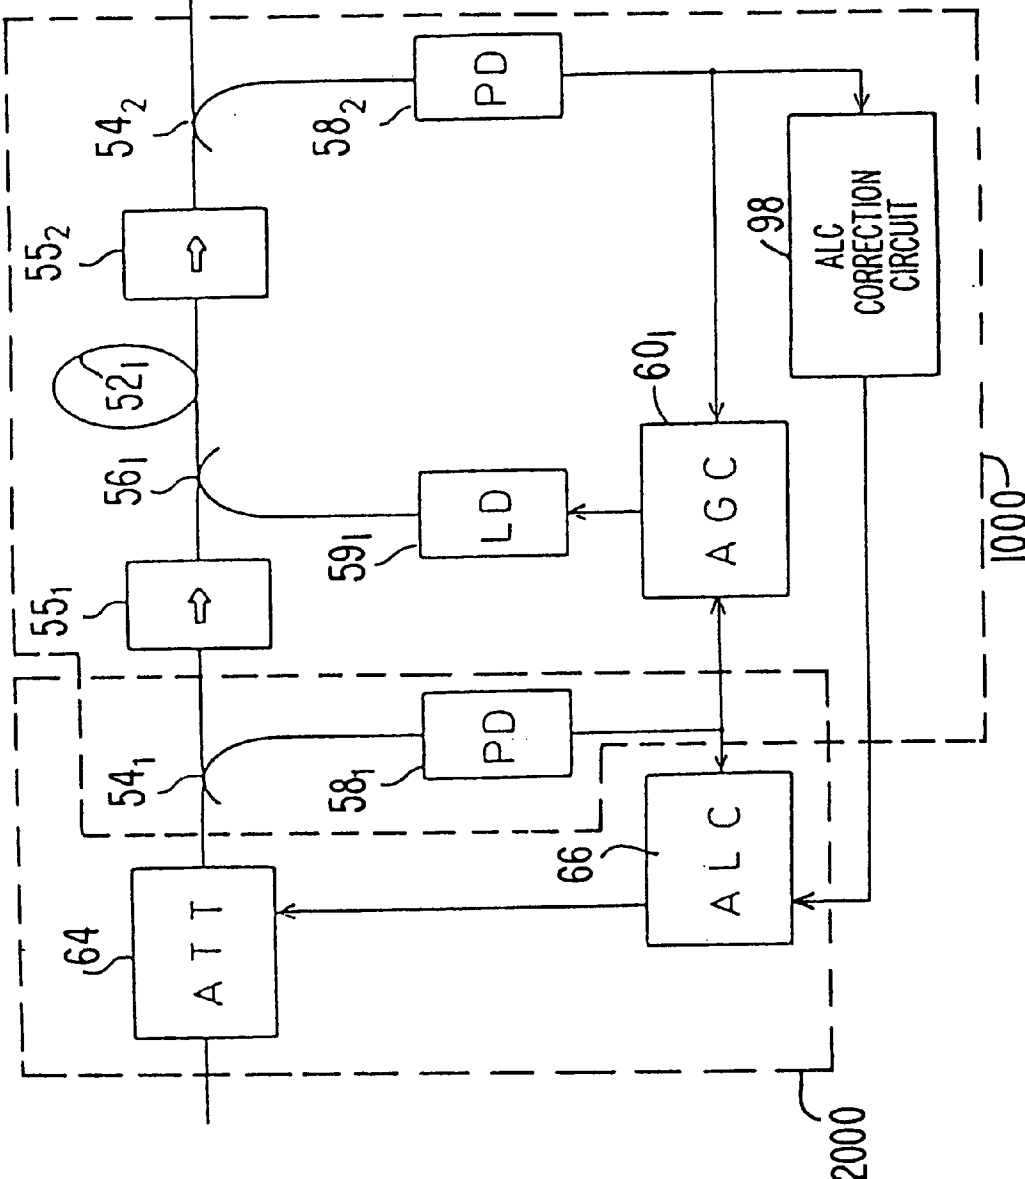 64
ATT
54₁
55₁
56₁
52₁
55₂
54₂
58₁
PD
59₁
LD
58₂
PD
66
ALC
60₁
AGC
98
ALC
CORRECTION
CIRCUIT
2000
1000